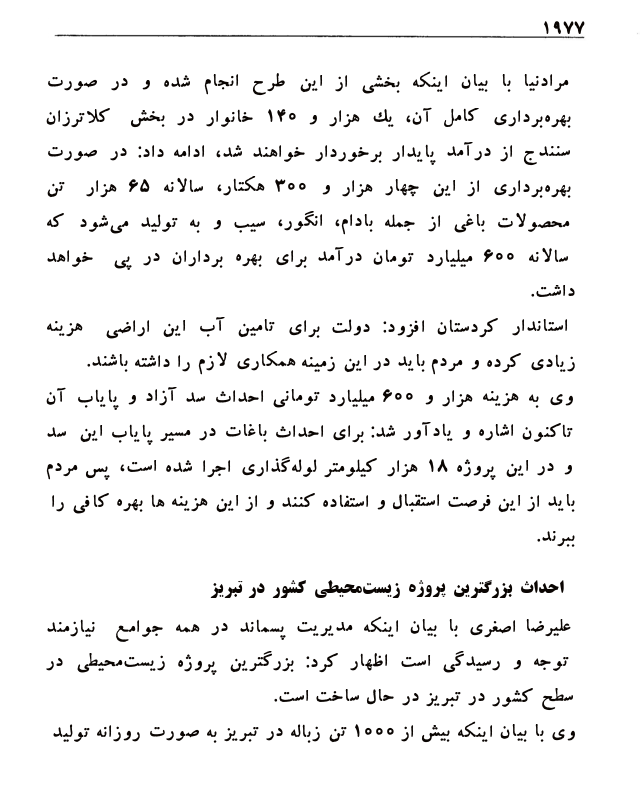 ۱۹۷۷
مرادنیا با بیان اینکه بخشی از این طرح انجام شده و در صورت
بهره‌برداری کامل آن، یك هزار و ۱۴۰ خانوار در بخش کلاترزان
سنندج از درآمد پایدار برخوردار خواهند شد، ادامه داد: در صورت
بهره‌برداری از این چهار هزار و ۳۰۰ هکتار، سالانه ۶۵ هزار تن
محصولات باغی از جمله بادام، انگور، سیب و به تولید می‌شود که
سالانه ۶۰۰ میلیارد تومان درآمد برای بهره برداران در پی خواهد
داشت.
استاندار کردستان افزود: دولت برای تامین آب این اراضی هزینه
زیادی کرده و مردم باید در این زمینه همکاری لازم را داشته باشند.
وی به هزینه هزار و ۶۰۰ میلیارد تومانی احداث سد آزاد و پایاب آن
تاکنون اشاره و یادآور شد: برای احداث باغات در مسیر پایاب این سد
و در این پروژه ۱۸ هزار کیلومتر لوله‌گذاری اجرا شده است، پس مردم
باید از این فرصت استقبال و استفاده کنند و از این هزینه ها بهره کافی را
ببرند.
احداث بزرگترین پروژه زیست‌محیطی کشور در تبریز
علیرضا اصغری با بیان اینکه مدیریت پسماند در همه جوامع نیازمند
توجه و رسیدگی است اظهار کرد: بزرگترین پروژه زیست‌محیطی در
سطح کشور در تبریز در حال ساخت است.
وی با بیان اینکه بیش از ۱۰۰۰ تن زباله در تبریز به صورت روزانه تولید